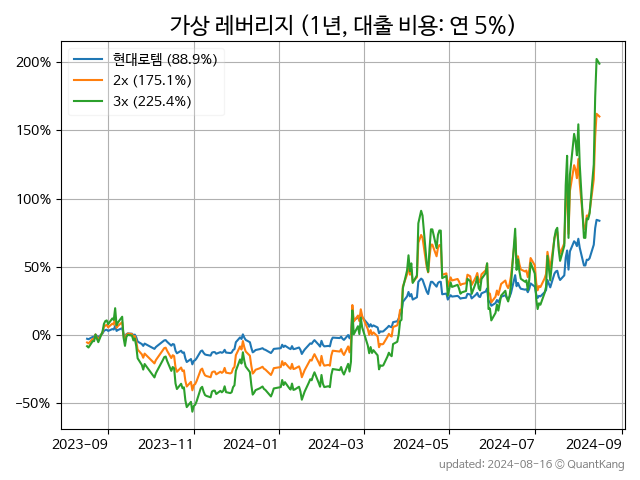 가상 레버리지 (1년, 대출 비용: 연 5%)
현대로템 (88.9%)
2x (175.1%)
3x (225.4%)
200%
150%
100%
50%
0%
−50%
2023-09 2023-11 2024-01 2024-03 2024-05 2024-07 2024-09
updated: 2024-08-16 © QuantKang